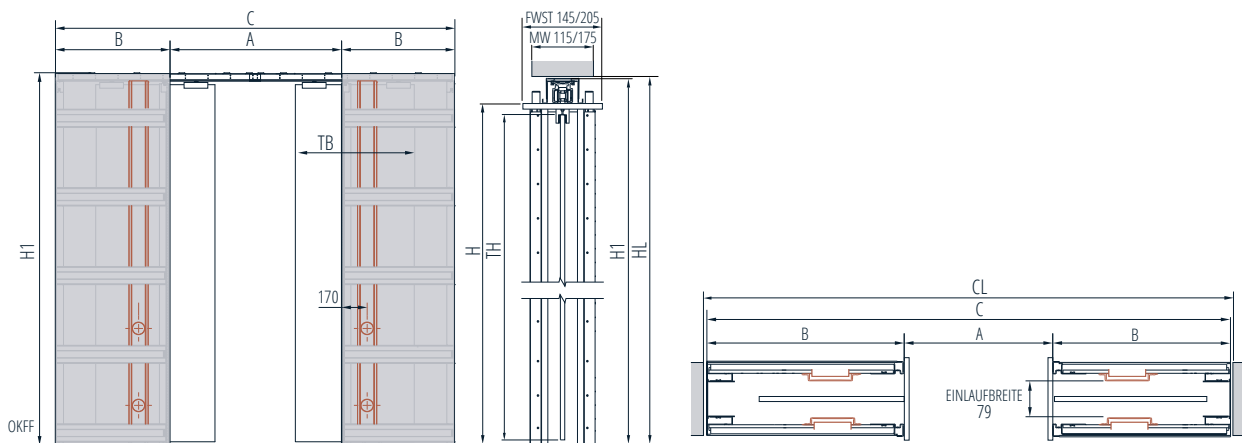 C
B
A
B
TB
H1
170
OKFF
FWST 145/205
MW 115/175
H
TH
H1
HL
CL
C
B
A
B
EINLAUFBREITE
79